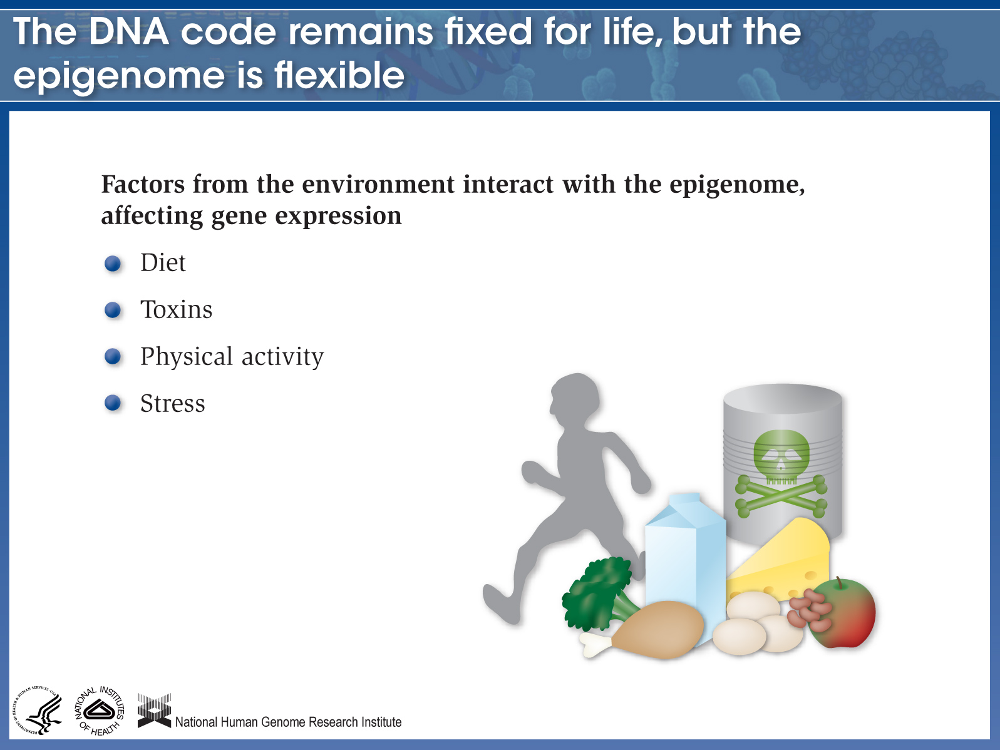 The DNA code remains fixed for life, but the
epigenome is flexible
Factors from the environment interact with the epigenome,
affecting gene expression
Diet
Toxins
Physical activity
Stress
DEPARTMENT OF HEALTH & HUMAN SERVICES·USA
NATIONAL INSTITUTES
OF HEALTH
National Human Genome Research Institute